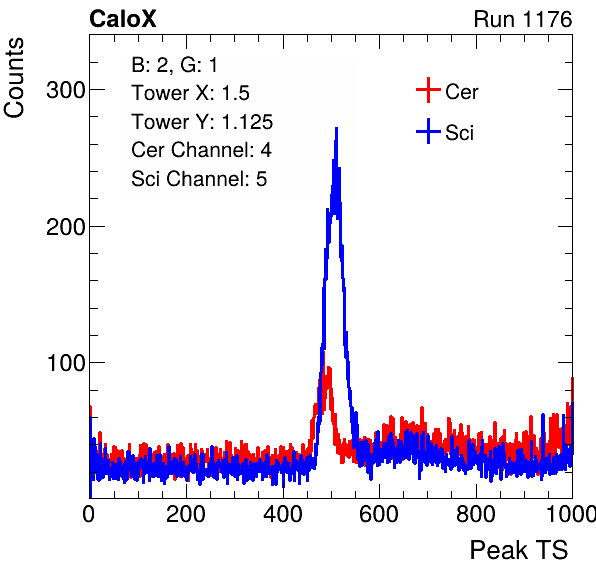 CaloX
Run 1176
Counts
B: 2, G: 1
Tower X: 1.5
Tower Y: 1.125
Cer Channel: 4
Sci Channel: 5
Cer
Sci
300
200
100
0 200 400 600 800 1000
Peak TS